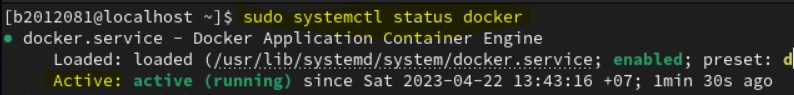 [b2012081@localhost ~]$ sudo systemctl status docker
● docker.service - Docker Application Container Engine
Loaded: loaded (/usr/lib/systemd/system/docker.service; enabled; preset: d
Active: active (running) since Sat 2023-04-22 13:43:16 +07; 1min 30s ago